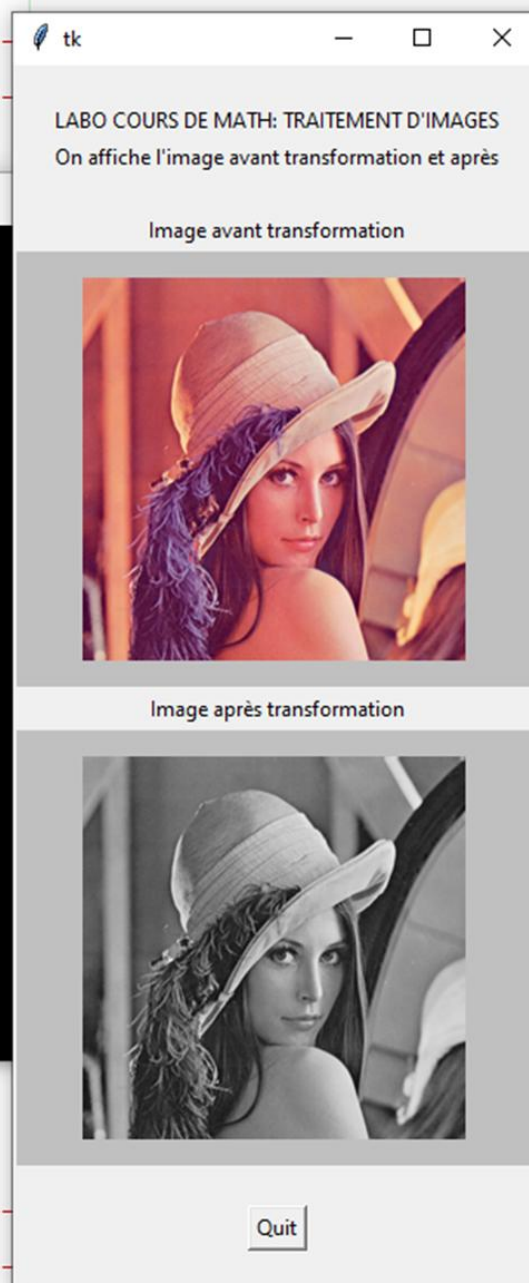 tk
LABO COURS DE MATH: TRAITEMENT D'IMAGES
On affiche l'image avant transformation et après
Image avant transformation
Image après transformation
Quit